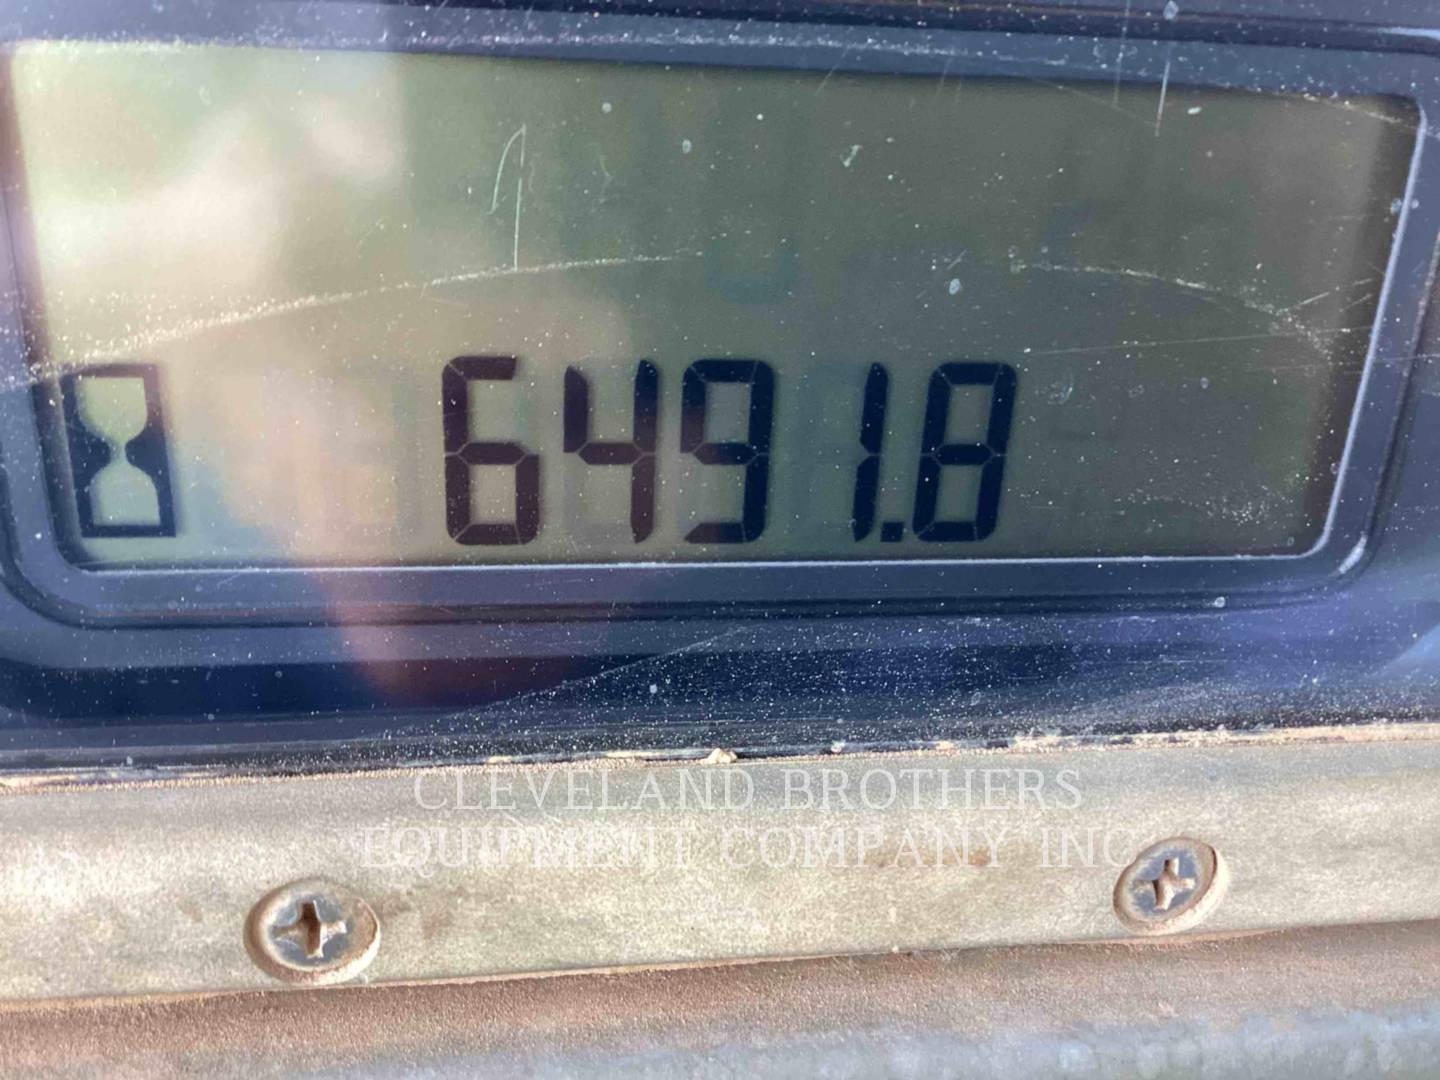 6491.8
CLEVELAND BROTHERS
EQUIPMENT COMPANY INC